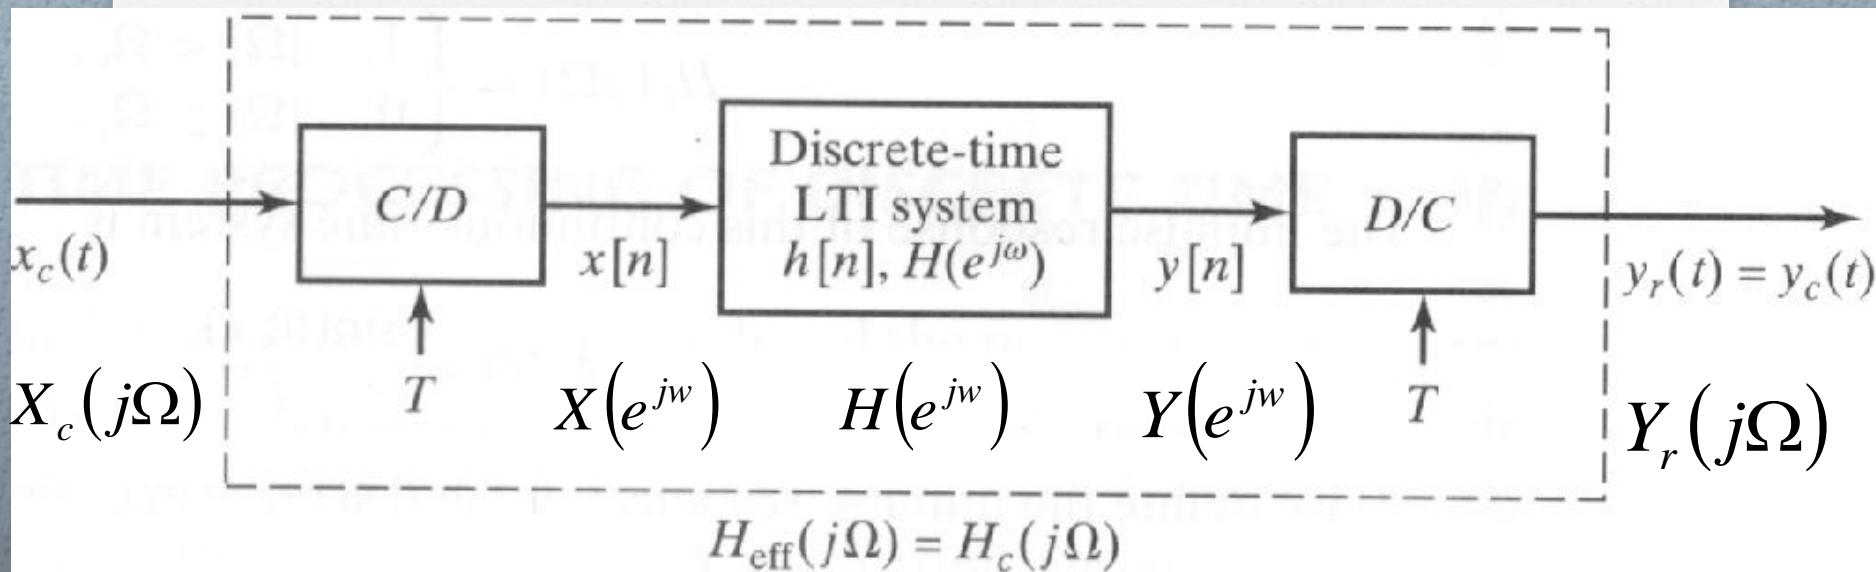 C/D
Discrete-time
LTI system
h[n], H(e^{jω})
D/C
x_c(t)
x[n]
y[n]
y_r(t) = y_c(t)
T
T
X_c(jΩ)
X(e^{jw})
H(e^{jw})
Y(e^{jw})
Y_r(jΩ)
H_eff(jΩ) = H_c(jΩ)